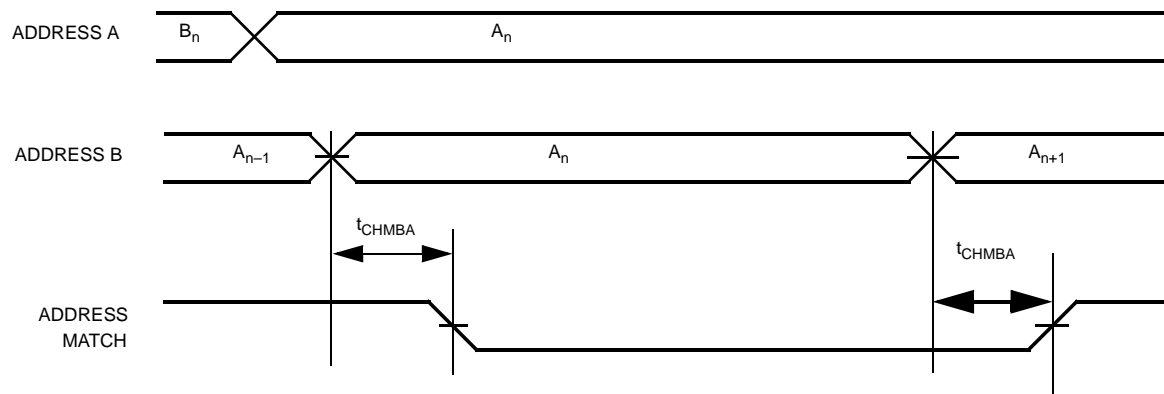 ADDRESS A
Bn
An
ADDRESS B
An–1
An
An+1
tCHMBA
tCHMBA
ADDRESS
MATCH